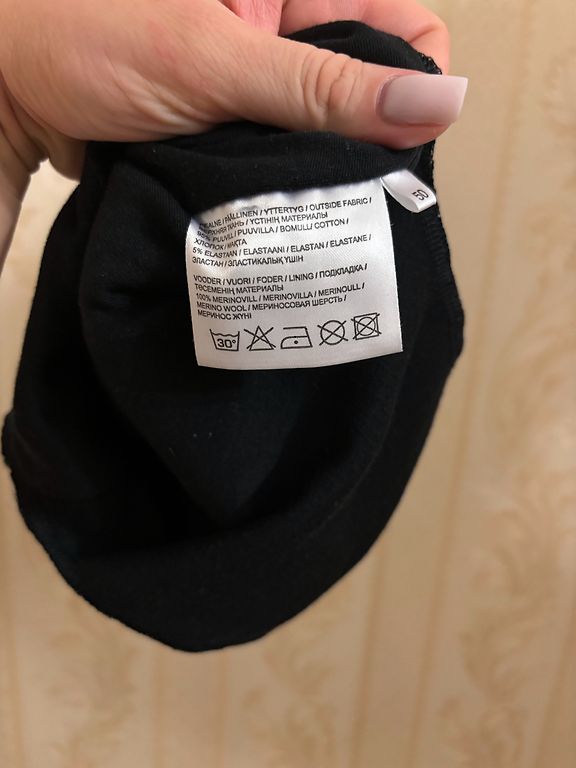 PÄÄLLINEN / YTTERTYG / OUTSIDE FABRIC /
ТКАНЬ / ҮСТІНІҢ МАТЕРИАЛЫ
95% PUUVILL / PUUVILLA / BOMULL / COTTON /
ХЛОПОК / МАҚТА
5% ELASTAAN / ELASTAANI / ELASTAN / ELASTANE /
ЭЛАСТАН / ЭЛАСТИКАЛЫҚ ҮШІН
VOODER / VUORI / FODER / LINING / ПОДКЛАДКА /
ТӨСЕМЕНІҢ МАТЕРИАЛЫ
100% MERINOVILL / MERINOVILLA / MERINOULL /
MERINO WOOL / МЕРИНОСОВАЯ ШЕРСТЬ /
МЕРИНОС ЖҮНІ
30°
50